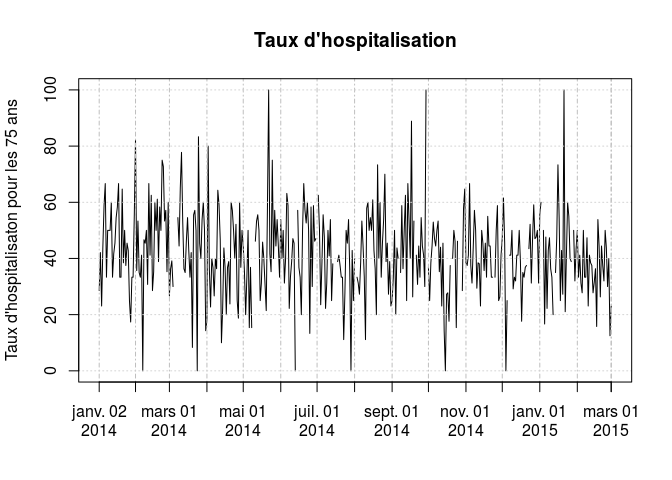 Taux d'hospitalisation
Taux d'hospitalisaton pour les 75 ans
100
80
60
40
20
0
janv. 02 mars 01 mai 01 juil. 01 sept. 01 nov. 01 janv. 01 mars 01
2014 2014 2014 2014 2014 2014 2015 2015